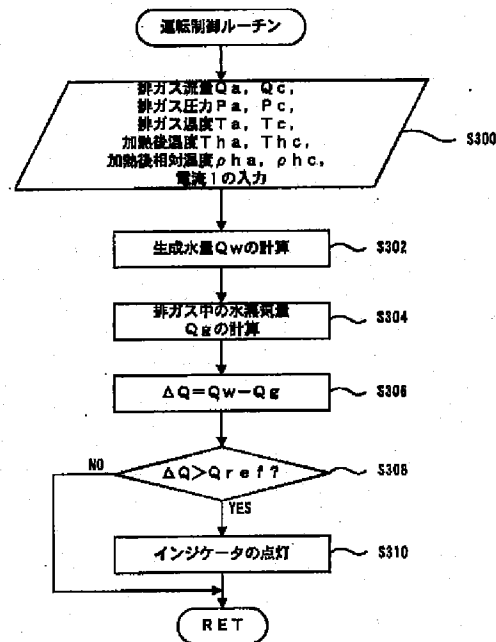 運転制御ルーチン
排ガス流量Qa, Qc,
排ガス圧力Pa, Pc,
排ガス温度Ta, Tc,
加熱後温度Tha, Thc,
加熱後相対湿度ρha, ρhc,
電流Iの入力
S300
生成水量Qwの計算
S302
排ガス中の水蒸気量
Qgの計算
S304
ΔQ=Qw-Qg
S306
ΔQ>Qref?
S308
NO
YES
インジケータの点灯
S310
RET